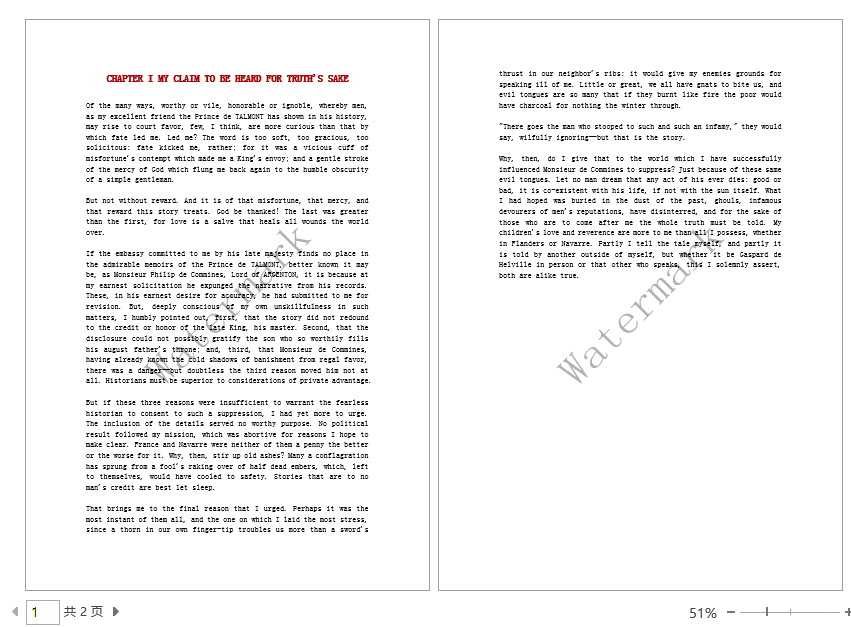 CHAPTER I MY CLAIM TO BE HEARD FOR TRUTH'S SAKE
Of the many ways, worthy or vile, honorable or ignoble, whereby men,
as my excellent friend the Prince de TALMONT has shown in his history,
may rise to court favor, few, I think, are more curious than that by
which fate led me. Led me? The word is too soft, too gracious, too
solicitous: fate kicked me, rather; for it was a vicious cuff of
misfortune's contempt which made me a King's envoy; and a gentle stroke
of the mercy of God which flung me back again to the humble obscurity
of a simple gentleman.
But not without reward. And it is of that misfortune, that mercy, and
that reward this story treats. God be thanked! The last was greater
than the first, for love is a salve that heals all wounds the world
over.
If the embassy committed to me by his late majesty finds no place in
the admirable memoirs of the Prince de TALMONT, better known it may
be, as Monsieur Philip de Commines, Lord of ARGENTON, it is because at
my earnest solicitation he expunged the narrative from his records.
These, in his earnest desire for accuracy, he had submitted to me for
revision. But, deeply conscious of my own unskillfulness in such
matters, I humbly pointed out, first, that the story did not redound
to the credit or honor of the late King, his master. Second, that the
disclosure could not possibly gratify the son who so worthily fills
his august father's throne; and, third, that Monsieur de Commines,
having already known the cold shadows of banishment from regal favor,
there was a danger——but doubtless the third reason moved him not at
all. Historians must be superior to considerations of private advantage.
But if these three reasons were insufficient to warrant the fearless
historian to consent to such a suppression, I had yet more to urge.
The inclusion of the details served no worthy purpose. No political
result followed my mission, which was abortive for reasons I hope to
make clear. France and Navarre were neither of them a penny the better
or the worse for it. Why, then, stir up old ashes? Many a conflagration
has sprung from a fool's raking over of half dead embers, which, left
to themselves, would have cooled to safety. Stories that are to no
man's credit are best let sleep.
That brings me to the final reason that I urged. Perhaps it was the
most instant of them all, and the one on which I laid the most stress,
since a thorn in our own finger-tip troubles us more than a sword's
Watermark
thrust in our neighbor's ribs: it would give my enemies grounds for
speaking ill of me. Little or great, we all have gnats to bite us, and
evil tongues are so many that if they burnt like fire the poor would
have charcoal for nothing the winter through.
"There goes the man who stooped to such and such an infamy," they would
say, wilfully ignoring——but that is the story.
Why, then, do I give that to the world which I have successfully
influenced Monsieur de Commines to suppress? Just because of these same
evil tongues. Let no man dream that any act of his ever dies: good or
bad, it is co-existent with his life, if not with the sun itself. What
I had hoped was buried in the dust of the past, ghouls, infamous
devourers of men's reputations, have disinterred, and for the sake of
those who are to come after me the whole truth must be told. My
children's love and reverence are more to me than all I possess, whether
in Flanders or Navarre. Partly I tell the tale myself, and partly it
is told by another outside of myself, but whether it be Gaspard de
Helville in person or that other who speaks, this I solemnly assert,
both are alike true.
Watermark
1 共 2 页
51%